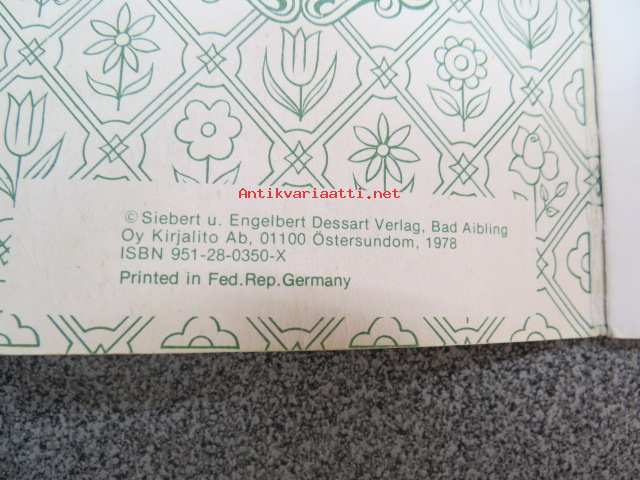 Antikvariaatti.net
© Siebert u. Engelbert Dessart Verlag, Bad Aibling
Oy Kirjalito Ab, 01100 Östersundom, 1978
ISBN 951-28-0350-X
Printed in Fed.Rep.Germany